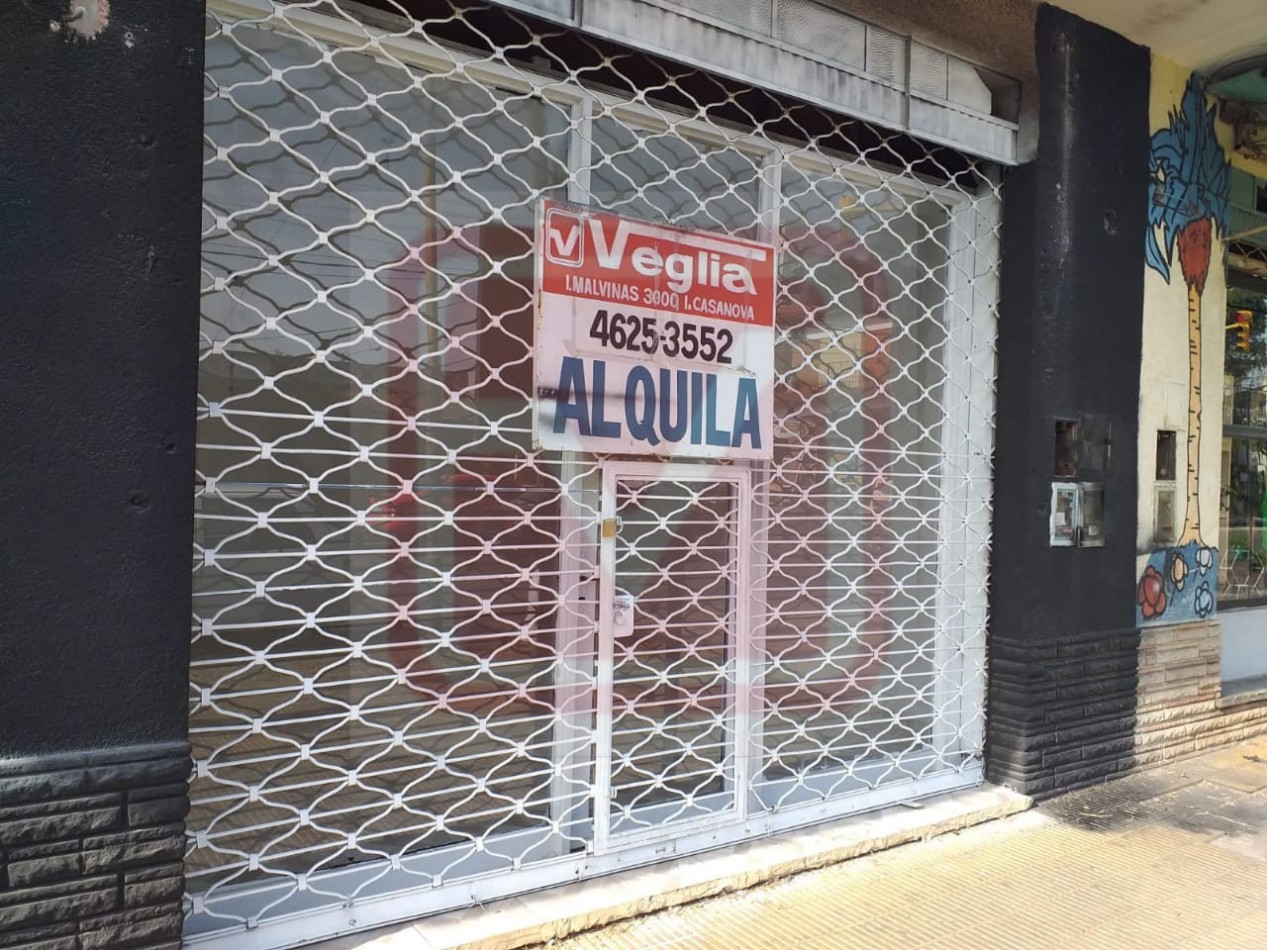 Veglia
I.MALVINAS 3000, I.CASANOVA
4625-3552
ALQUILA